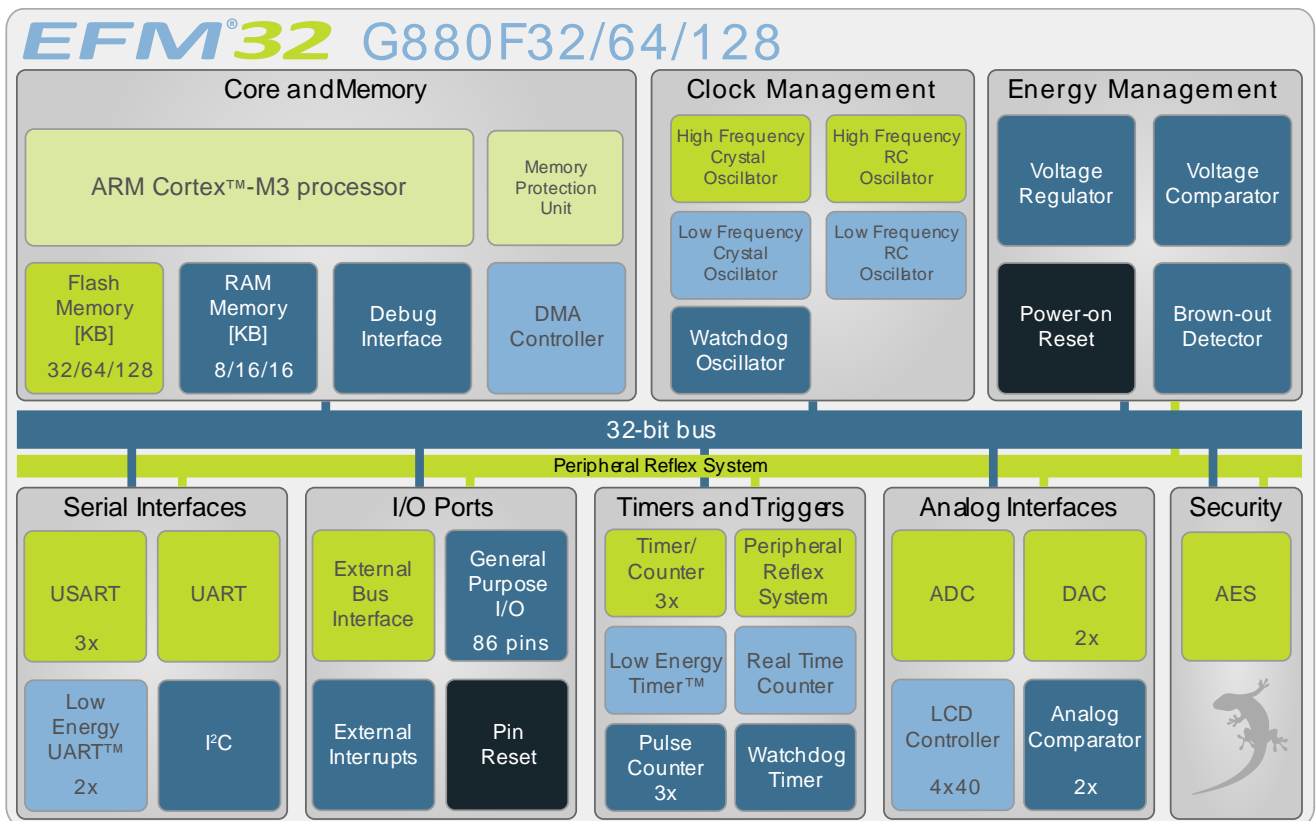 EFM®32 G880F32/64/128
Core and Memory
ARM Cortex™-M3 processor
Memory
Protection
Unit
Flash
Memory
[KB]
32/64/128
RAM
Memory
[KB]
8/16/16
Debug
Interface
DMA
Controller
Clock Management
High Frequency
Crystal
Oscillator
High Frequency
RC
Oscillator
Low Frequency
Crystal
Oscillator
Low Frequency
RC
Oscillator
Watchdog
Oscillator
Energy Management
Voltage
Regulator
Voltage
Comparator
Power-on
Reset
Brown-out
Detector
32-bit bus
Peripheral Reflex System
Serial Interfaces
USART
3x
UART
Low
Energy
UART™
2x
I²C
I/O Ports
External
Bus
Interface
General
Purpose
I/O
86 pins
External
Interrupts
Pin
Reset
Timers and Triggers
Timer/
Counter
3x
Peripheral
Reflex
System
Low Energy
Timer™
Real Time
Counter
Pulse
Counter
3x
Watchdog
Timer
Analog Interfaces
ADC
DAC
2x
LCD
Controller
4x40
Analog
Comparator
2x
Security
AES